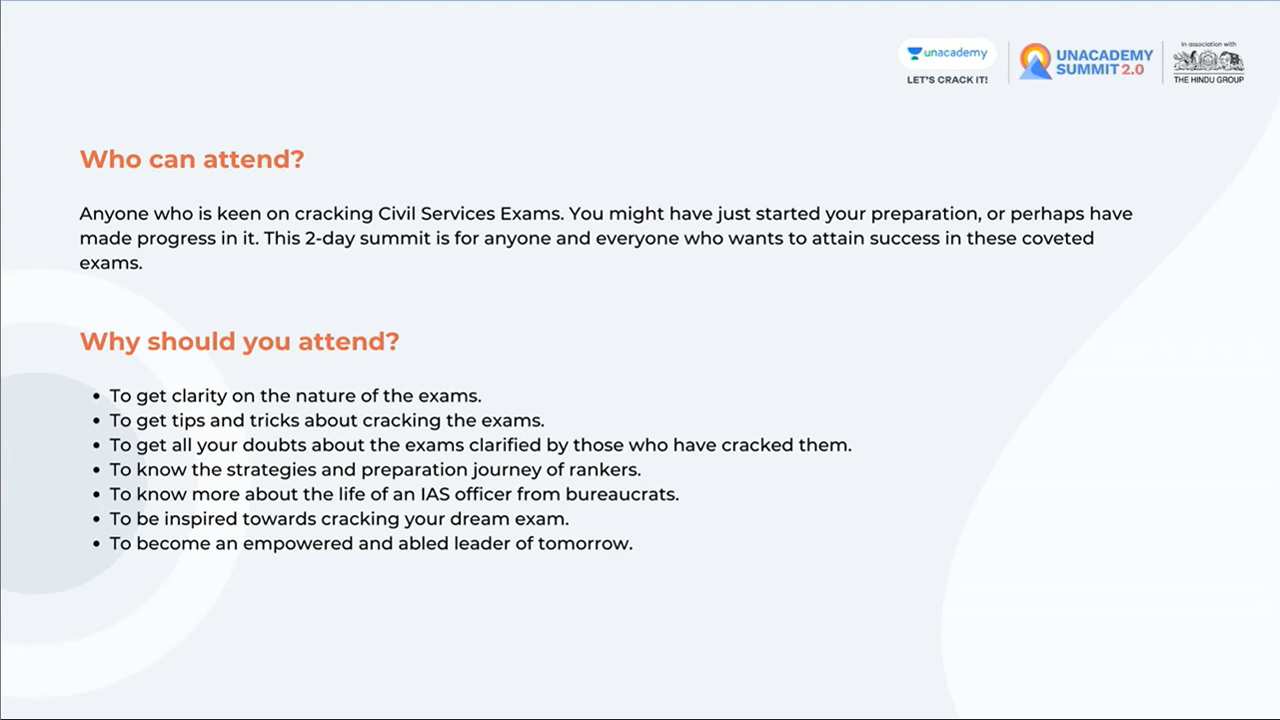 unacademy
LET'S CRACK IT!
UNACADEMY
SUMMIT 2.0
In association with
THE HINDU GROUP
Who can attend?
Anyone who is keen on cracking Civil Services Exams. You might have just started your preparation, or perhaps have
made progress in it. This 2-day summit is for anyone and everyone who wants to attain success in these coveted
exams.
Why should you attend?
• To get clarity on the nature of the exams.
• To get tips and tricks about cracking the exams.
• To get all your doubts about the exams clarified by those who have cracked them.
• To know the strategies and preparation journey of rankers.
• To know more about the life of an IAS officer from bureaucrats.
• To be inspired towards cracking your dream exam.
• To become an empowered and abled leader of tomorrow.